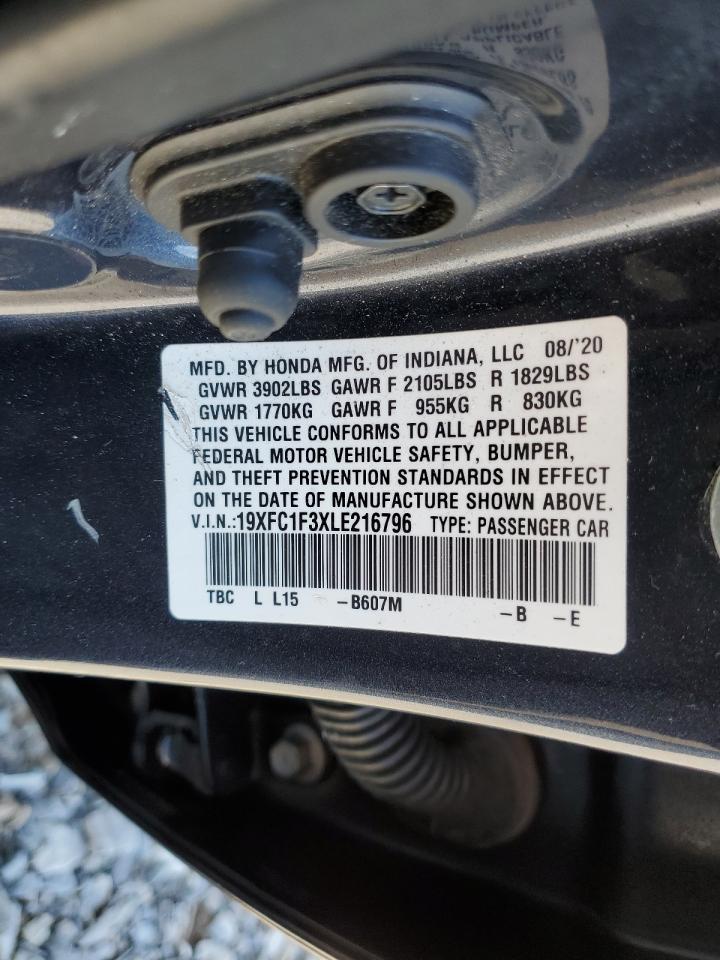 MFD. BY HONDA MFG. OF INDIANA, LLC 08/'20
GVWR 3902LBS GAWR F 2105LBS R 1829LBS
GVWR 1770KG GAWR F 955KG R 830KG
THIS VEHICLE CONFORMS TO ALL APPLICABLE
FEDERAL MOTOR VEHICLE SAFETY, BUMPER,
AND THEFT PREVENTION STANDARDS IN EFFECT
ON THE DATE OF MANUFACTURE SHOWN ABOVE.
V.I.N.:19XFC1F3XLE216796 TYPE: PASSENGER CAR
TBC L L15 -B607M -B -E